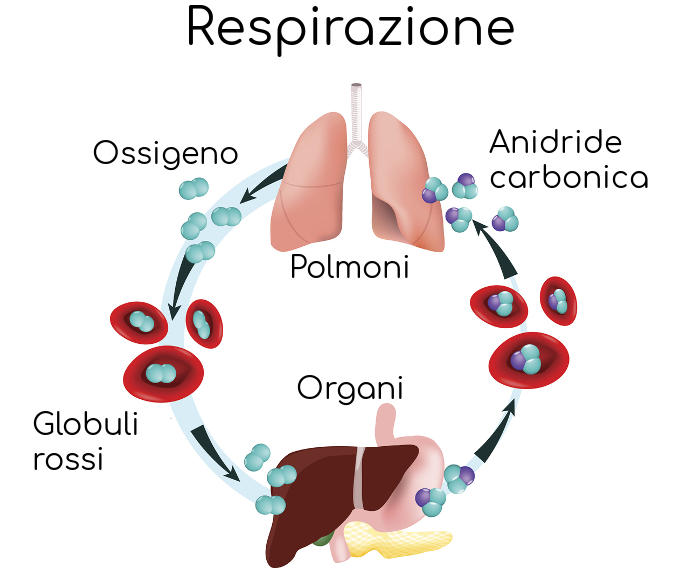 Respirazione
Ossigeno
Anidride
carbonica
Polmoni
Organi
Globuli
rossi